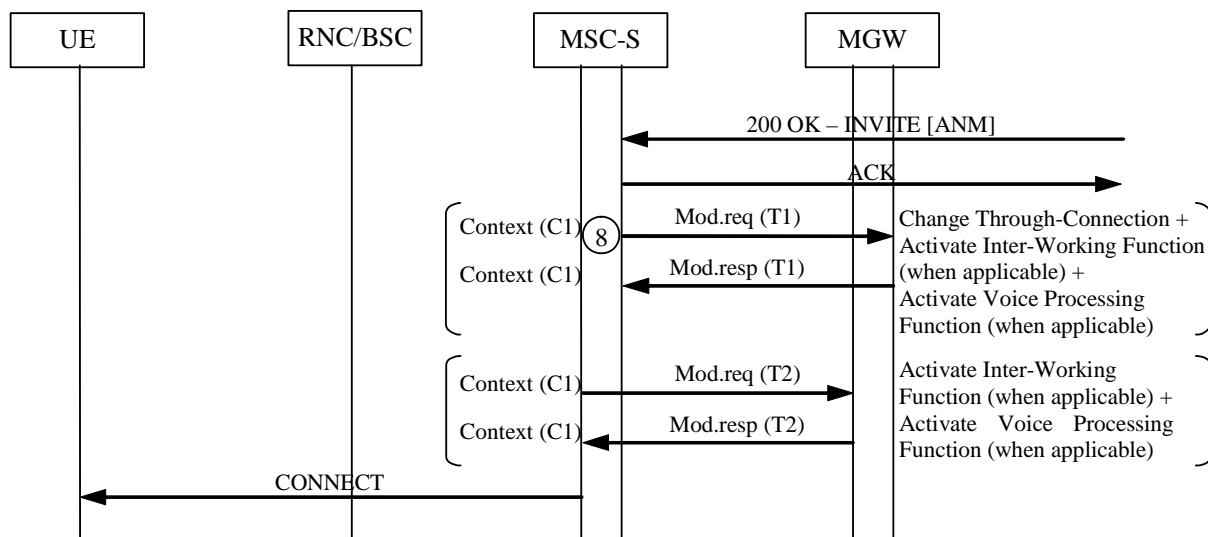 UE
RNC/BSC
MSC-S
MGW
200 OK – INVITE [ANM]
ACK
Context (C1)
8
Mod.req (T1)
Change Through-Connection +
Activate Inter-Working Function
(when applicable) +
Activate Voice Processing
Function (when applicable)
Context (C1)
Mod.resp (T1)
Context (C1)
Mod.req (T2)
Activate Inter-Working
Function (when applicable) +
Activate Voice Processing
Function (when applicable)
Context (C1)
Mod.resp (T2)
CONNECT